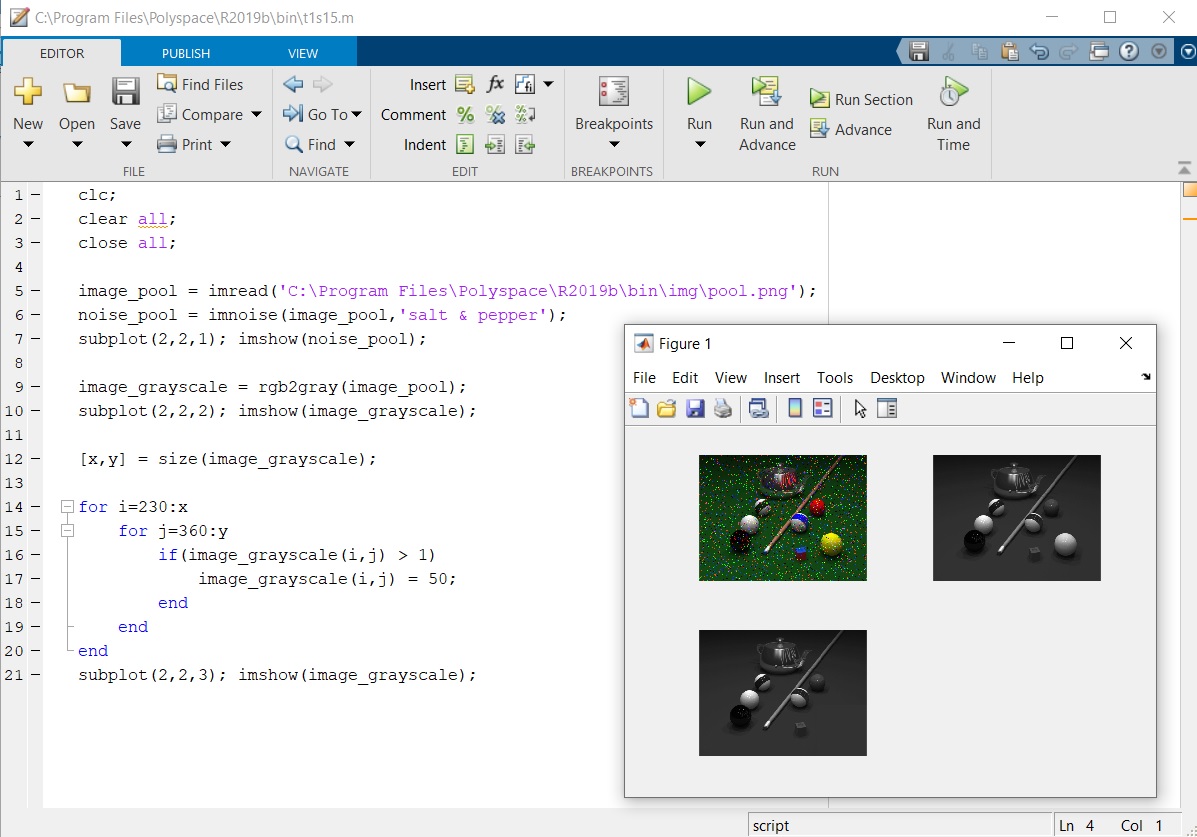 C:\Program Files\Polyspace\R2019b\bin\t1s15.m
EDITOR PUBLISH VIEW
New Open Save Find Files Compare Print
FILE
Go To Find
NAVIGATE
Insert
Comment
Indent
EDIT
Breakpoints
BREAKPOINTS
Run Run and Advance Run Section Advance Run and Time
RUN
1 clc;
2 clear all;
3 close all;
4
5 image_pool = imread('C:\Program Files\Polyspace\R2019b\bin\img\pool.png');
6 noise_pool = imnoise(image_pool,'salt & pepper');
7 subplot(2,2,1); imshow(noise_pool);
8
9 image_grayscale = rgb2gray(image_pool);
10 subplot(2,2,2); imshow(image_grayscale);
11
12 [x,y] = size(image_grayscale);
13
14 for i=230:x
15 for j=360:y
16 if(image_grayscale(i,j) > 1)
17 image_grayscale(i,j) = 50;
18 end
19 end
20 end
21 subplot(2,2,3); imshow(image_grayscale);
Figure 1
File Edit View Insert Tools Desktop Window Help
script Ln 4 Col 1